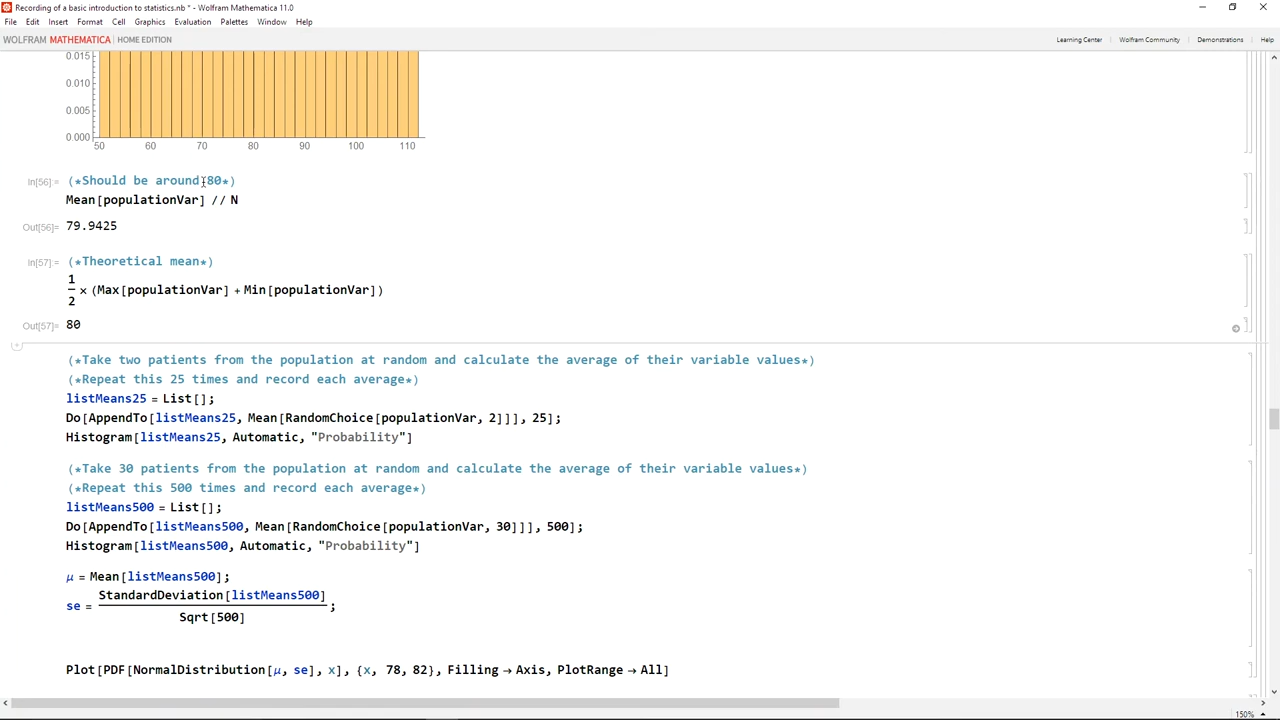 Recording of a basic introduction to statistics.nb * - Wolfram Mathematica 11.0
File Edit Insert Format Cell Graphics Evaluation Palettes Window Help
WOLFRAM MATHEMATICA | HOME EDITION
Learning Center Wolfram Community Demonstrations Help
0.015
0.010
0.005
0.000
50 60 70 80 90 100 110
In[56]:= (*Should be around 80*)
Mean[populationVar] // N
Out[56]= 79.9425
In[57]:= (*Theoretical mean*)
1
2
× (Max[populationVar] + Min[populationVar])
Out[57]= 80
(*Take two patients from the population at random and calculate the average of their variable values*)
(*Repeat this 25 times and record each average*)
listMeans25 = List[];
Do[AppendTo[listMeans25, Mean[RandomChoice[populationVar, 2]]], 25];
Histogram[listMeans25, Automatic, "Probability"]
(*Take 30 patients from the population at random and calculate the average of their variable values*)
(*Repeat this 500 times and record each average*)
listMeans500 = List[];
Do[AppendTo[listMeans500, Mean[RandomChoice[populationVar, 30]]], 500];
Histogram[listMeans500, Automatic, "Probability"]
μ = Mean[listMeans500];
StandardDeviation[listMeans500]
se = ;
Sqrt[500]
Plot[PDF[NormalDistribution[μ, se], x], {x, 78, 82}, Filling → Axis, PlotRange → All]
150%